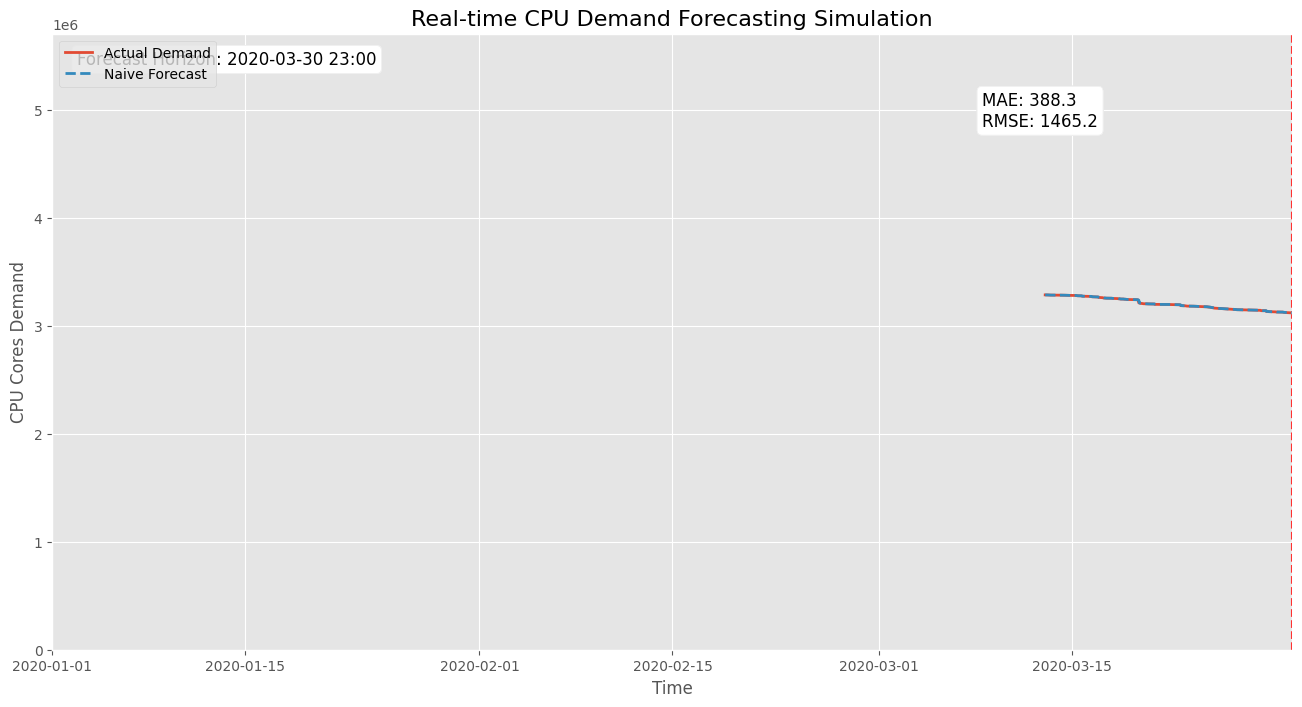 Real-time CPU Demand Forecasting Simulation
1e6
Actual Demand
Naive Forecast
Forecast Horizon: 2020-03-30 23:00
MAE: 388.3
RMSE: 1465.2
5
4
3
2
1
0
CPU Cores Demand
2020-01-01
2020-01-15
2020-02-01
2020-02-15
2020-03-01
2020-03-15
Time